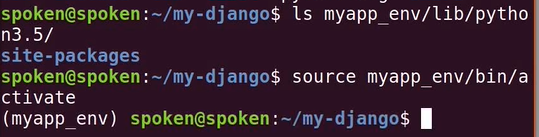 spoken@spoken:~/my-django$ ls myapp_env/lib/pytho
n3.5/
site-packages
spoken@spoken:~/my-django$ source myapp_env/bin/a
ctivate
(myapp_env) spoken@spoken:~/my-django$